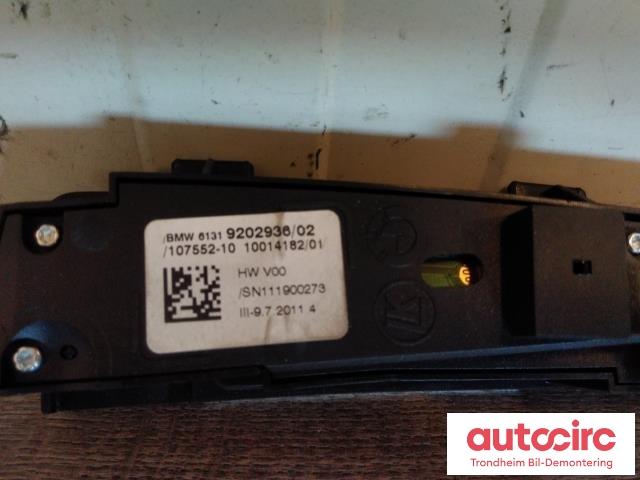 /BMW 6131 9202936/02
/107552-10 10014182/01
HW V00
/SN111900273
III-9.7.2011 4
autocirc
Trondheim Bil-Demontering